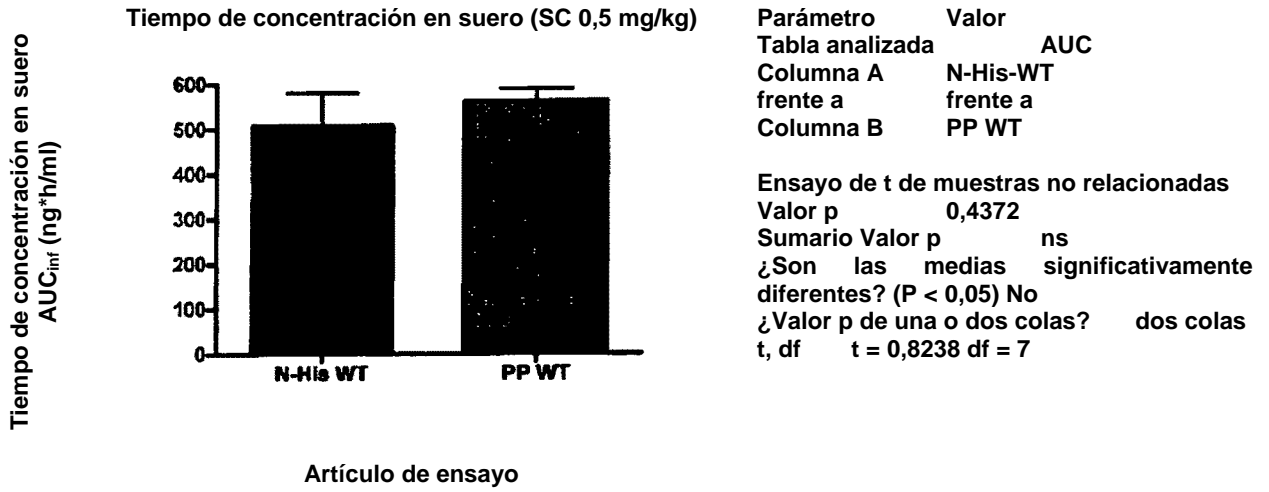 Tiempo de concentración en suero (SC 0,5 mg/kg)
Tiempo de concentración en suero
AUCinf (ng*h/ml)
600
500
400
300
200
100
0
N-His WT
PP WT
Artículo de ensayo
Parámetro Valor
Tabla analizada AUC
Columna A N-His-WT
frente a frente a
Columna B PP WT
Ensayo de t de muestras no relacionadas
Valor p 0,4372
Sumario Valor p ns
¿Son las medias significativamente
diferentes? (P < 0,05) No
¿Valor p de una o dos colas? dos colas
t, df t = 0,8238 df = 7